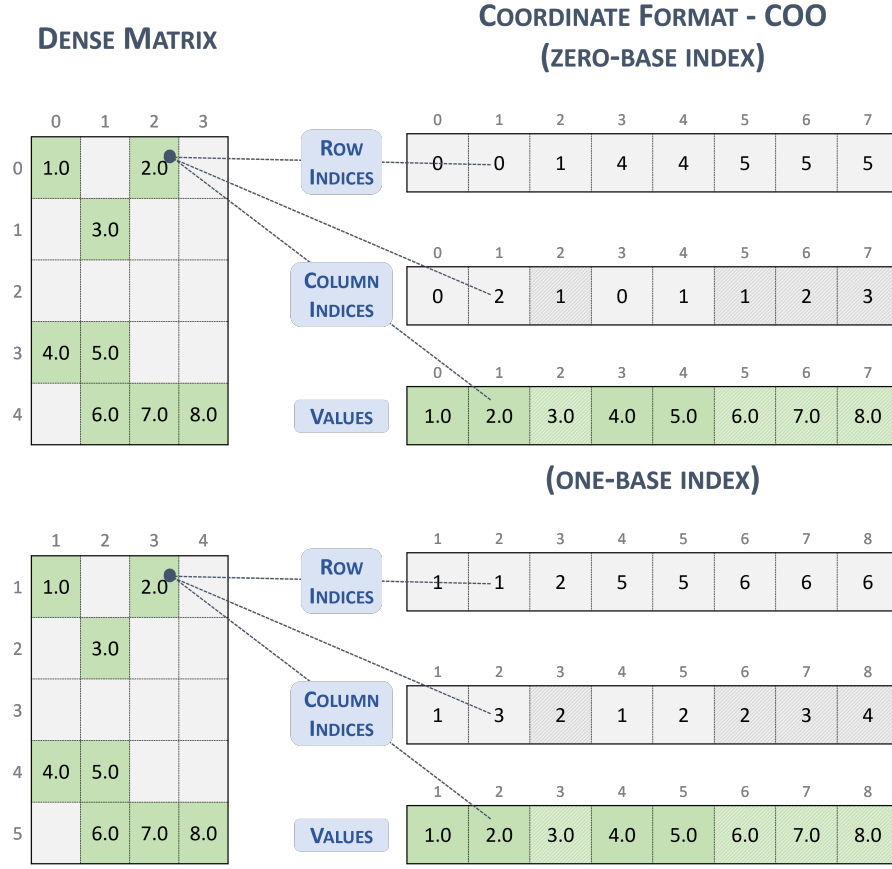 COORDINATE FORMAT - COO
DENSE MATRIX
(ZERO-BASE INDEX)
0 1 2 3
0 1.0 2.0
1 3.0
2
3 4.0 5.0
4 6.0 7.0 8.0
0 1 2 3 4 5 6 7
ROW
INDICES
0 0 1 4 4 5 5 5
0 1 2 3 4 5 6 7
COLUMN
INDICES
0 2 1 0 1 1 2 3
0 1 2 3 4 5 6 7
VALUES
1.0 2.0 3.0 4.0 5.0 6.0 7.0 8.0
(ONE-BASE INDEX)
1 2 3 4
1 1.0 2.0
2 3.0
3
4 4.0 5.0
5 6.0 7.0 8.0
1 2 3 4 5 6 7 8
ROW
INDICES
1 1 2 5 5 6 6 6
1 2 3 4 5 6 7 8
COLUMN
INDICES
1 3 2 1 2 2 3 4
1 2 3 4 5 6 7 8
VALUES
1.0 2.0 3.0 4.0 5.0 6.0 7.0 8.0